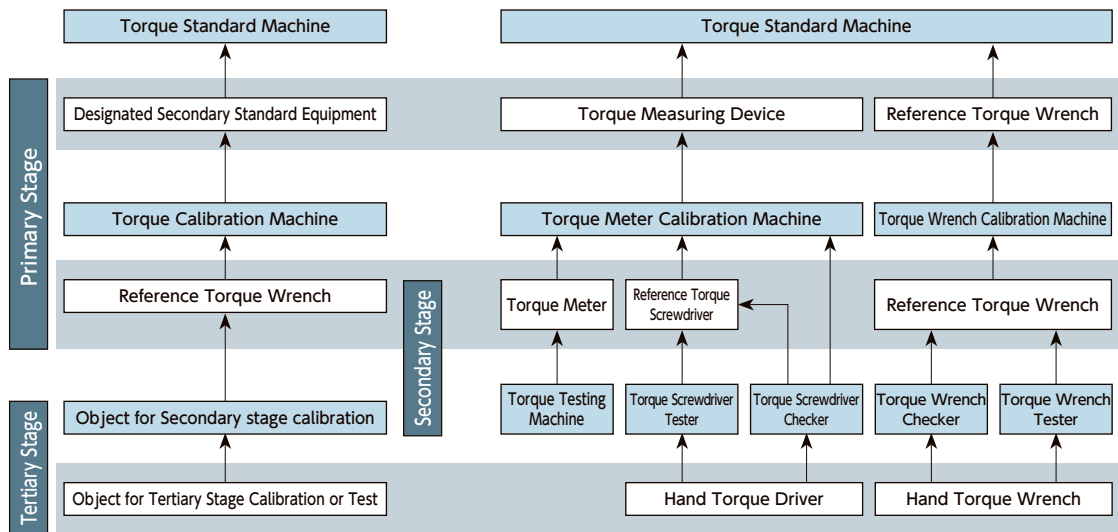 Torque Standard Machine
Torque Standard Machine
Primary Stage
Designated Secondary Standard Equipment
Torque Measuring Device
Reference Torque Wrench
Torque Calibration Machine
Torque Meter Calibration Machine
Torque Wrench Calibration Machine
Secondary Stage
Reference Torque Wrench
Torque Meter
Reference Torque
Screwdriver
Reference Torque Wrench
Tertiary Stage
Object for Secondary stage calibration
Torque Testing
Machine
Torque Screwdriver
Tester
Torque Screwdriver
Checker
Torque Wrench
Checker
Torque Wrench
Tester
Object for Tertiary Stage Calibration or Test
Hand Torque Driver
Hand Torque Wrench